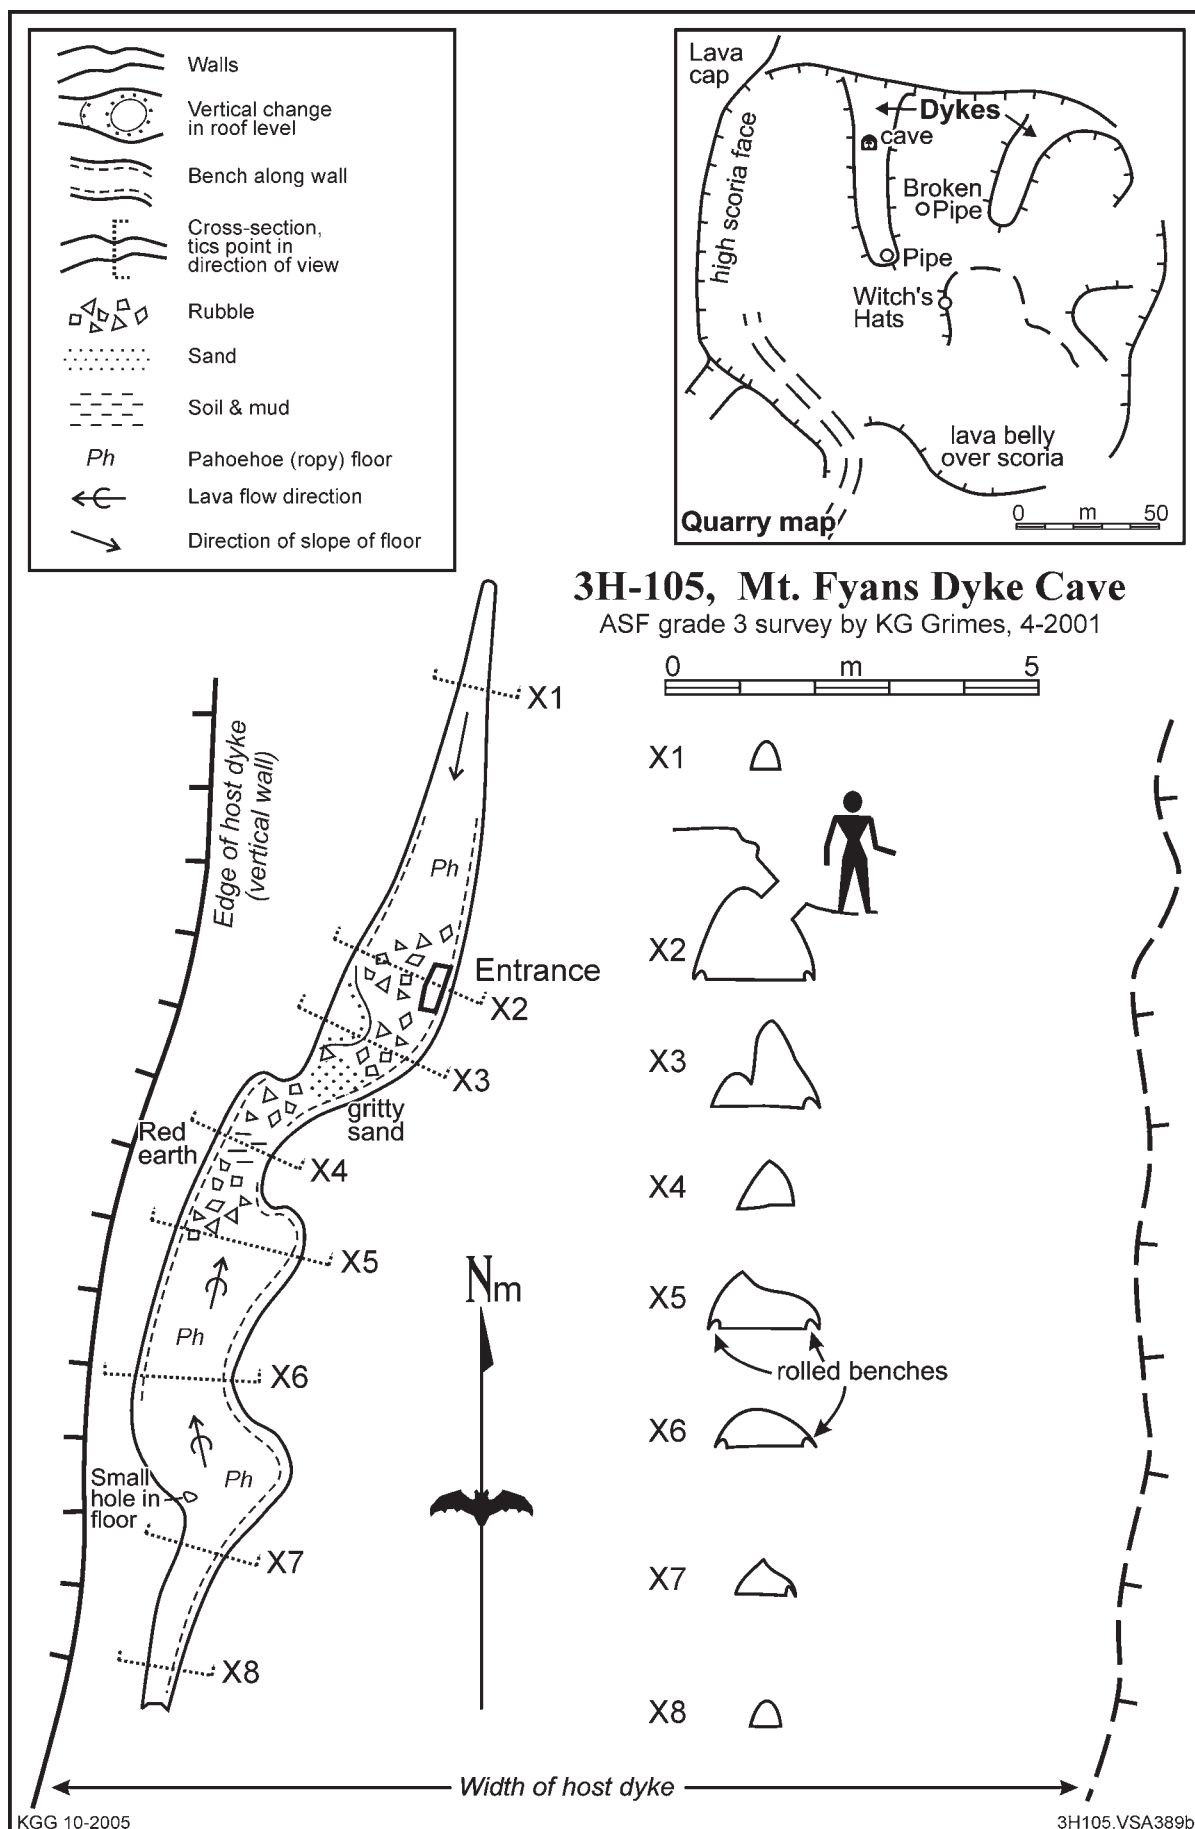 Walls
Vertical change
in roof level
Bench along wall
Cross-section,
tics point in
direction of view
Rubble
Sand
Soil & mud
Ph
Pahoehoe (ropy) floor
Lava flow direction
Direction of slope of floor
Lava
cap
Dykes
cave
high scoria face
Broken
Pipe
Pipe
Witch's
Hats
lava belly
over scoria
0 m 50
Quarry map
3H-105, Mt. Fyans Dyke Cave
ASF grade 3 survey by KG Grimes, 4-2001
0 m 5
Edge of host dyke
(vertical wall)
X1
Ph
Entrance
X2
X3
gritty
sand
Red
earth
X4
X5
Ph
X6
Ph
Small
hole in
floor
X7
X8
Nm
X1
X2
X3
X4
X5
rolled benches
X6
X7
X8
Width of host dyke
KGG 10-2005
3H105.VSA389b